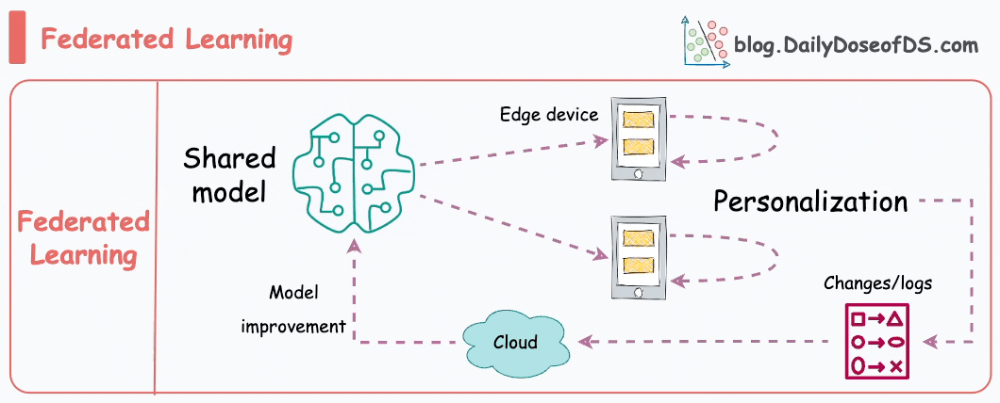 Federated Learning
blog.DailyDoseofDS.com
Federated
Learning
Shared
model
Edge device
Personalization
Changes/logs
Model
improvement
Cloud